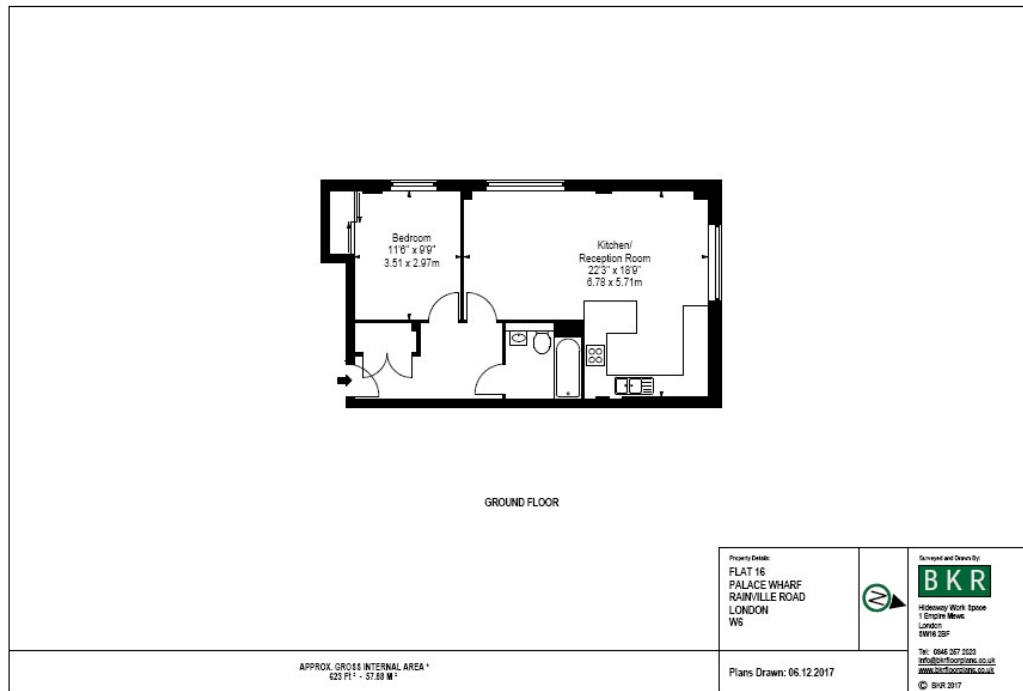 Bedroom
11'6" x 9'9"
3.51 x 2.97m
Kitchen/
Reception Room
22'3" x 18'9"
6.78 x 5.71m
GROUND FLOOR
APPROX. GROSS INTERNAL AREA *
623 Ft ² - 57.88 M ²
Property Details:
FLAT 16
PALACE WHARF
RAINVILLE ROAD
LONDON
W6
Plans Drawn: 06.12.2017
N
Surveyed and Drawn By:
BKR
Hideaway Work Space
1 Empire Mews
London
SW16 2BF
Tel: 0845 257 2023
info@bkrfloorplans.co.uk
www.bkrfloorplans.co.uk
© BKR 2017